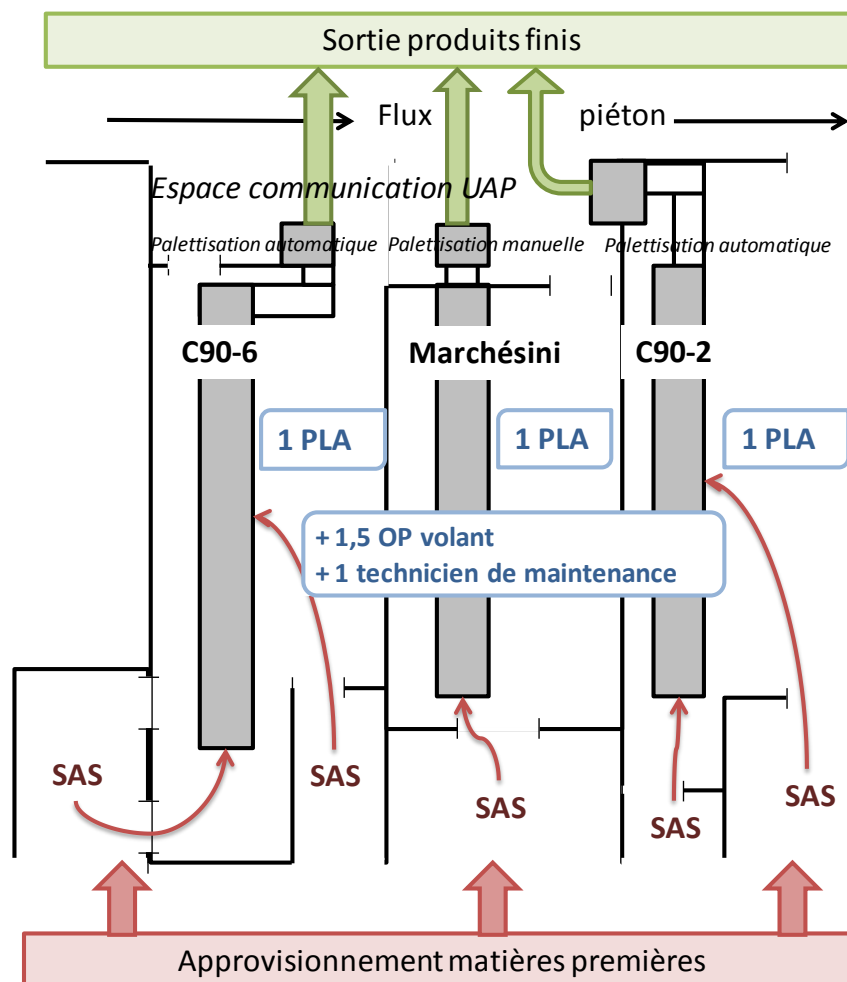 Sortie produits finis
Flux piéton
Espace communication UAP
Palettisation automatique
Palettisation manuelle
Palettisation automatique
C90-6
Marchésini
C90-2
1 PLA
1 PLA
1 PLA
+ 1,5 OP volant
+ 1 technicien de maintenance
SAS
SAS
SAS
SAS
SAS
Approvisionnement matières premières